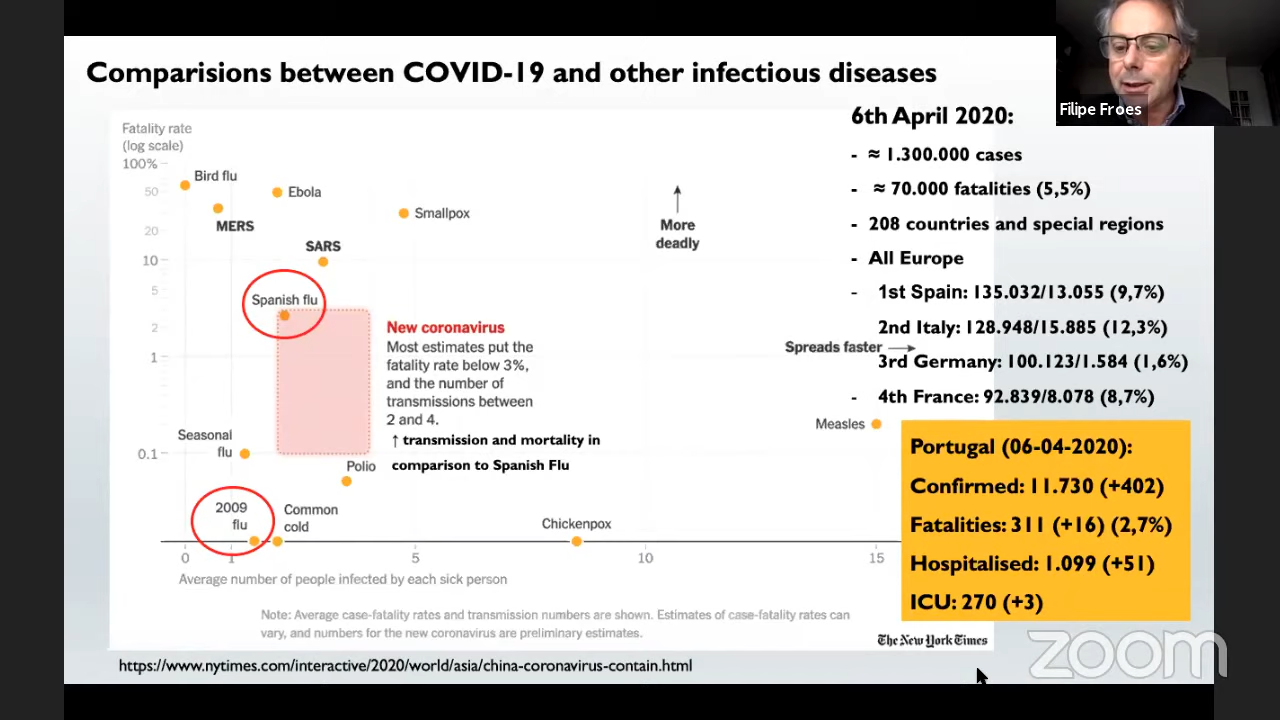 Comparisions between COVID-19 and other infectious diseases
Filipe Froes
Fatality rate
(log scale)
100%
50
20
10
5
2
1
0.1
Bird flu
Ebola
MERS
Smallpox
SARS
More
deadly
Spanish flu
New coronavirus
Most estimates put the
fatality rate below 3%,
and the number of
transmissions between
2 and 4.
↑ transmission and mortality in
comparison to Spanish Flu
Spreads faster
Measles
Seasonal
flu
Polio
2009
flu
Common
cold
Chickenpox
0
1
5
10
15
Average number of people infected by each sick person
Note: Average case-fatality rates and transmission numbers are shown. Estimates of case-fatality rates can
vary, and numbers for the new coronavirus are preliminary estimates.
The New York Times
https://www.nytimes.com/interactive/2020/world/asia/china-coronavirus-contain.html
6th April 2020:
- ≈ 1.300.000 cases
- ≈ 70.000 fatalities (5,5%)
- 208 countries and special regions
- All Europe
- 1st Spain: 135.032/13.055 (9,7%)
2nd Italy: 128.948/15.885 (12,3%)
3rd Germany: 100.123/1.584 (1,6%)
- 4th France: 92.839/8.078 (8,7%)
Portugal (06-04-2020):
Confirmed: 11.730 (+402)
Fatalities: 311 (+16) (2,7%)
Hospitalised: 1.099 (+51)
ICU: 270 (+3)
zoom